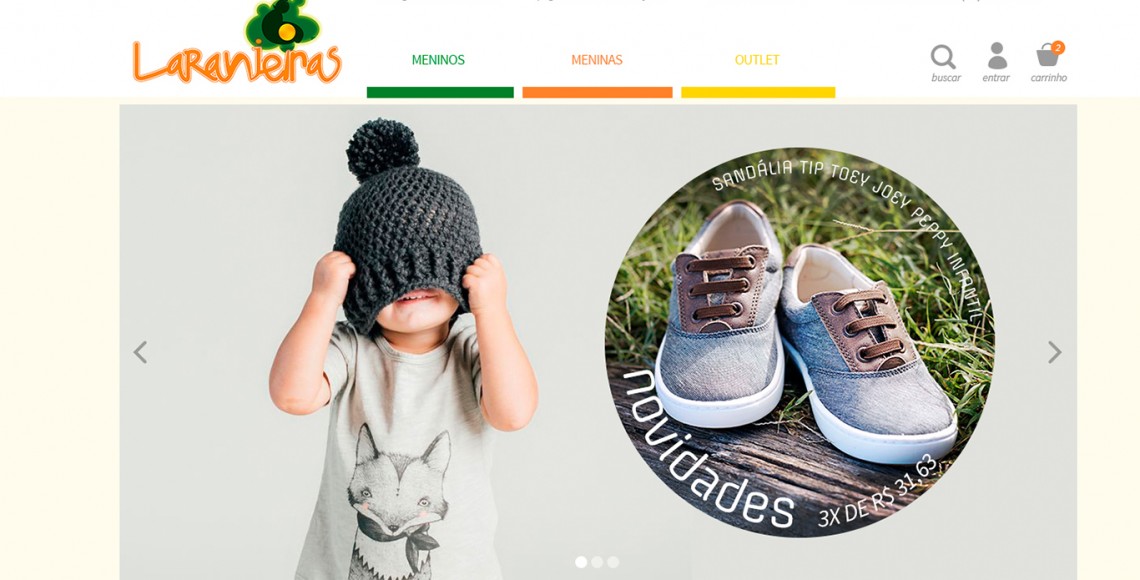 Laranjeiras
MENINOS
MENINAS
OUTLET
buscar
entrar
2
carrinho
SANDÁLIA TIP TOEY JOEY PEPPY INFANTIL
novidades
3X DE R$ 31,63